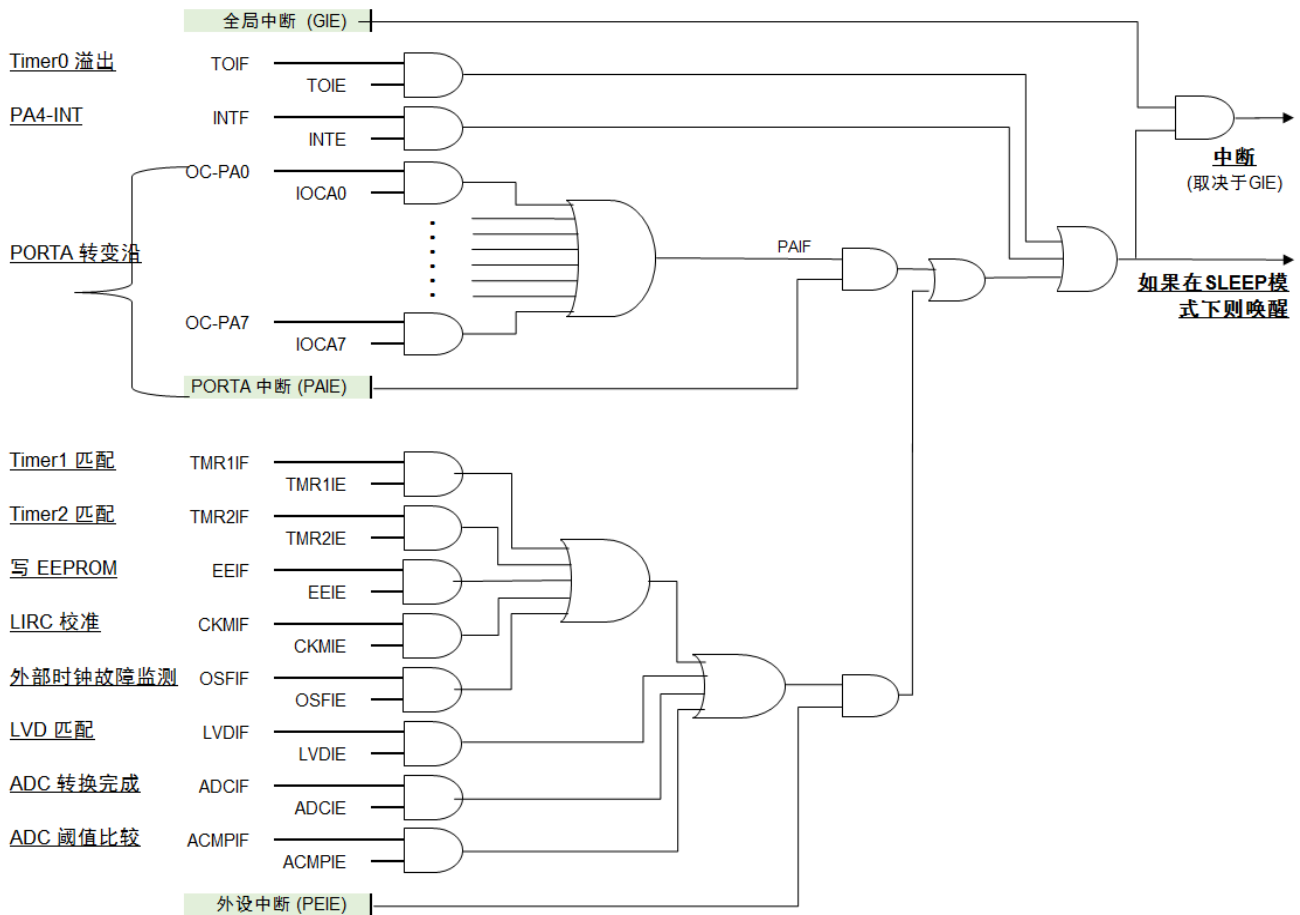 全局中断 (GIE)
Timer0 溢出
TOIF
TOIE
PA4-INT
INTF
INTE
中断
(取决于GIE)
OC-PA0
IOCA0
PORTA 转变沿
PAIF
如果在SLEEP模
式下则唤醒
OC-PA7
IOCA7
PORTA 中断 (PAIE)
Timer1 匹配
TMR1IF
TMR1IE
Timer2 匹配
TMR2IF
TMR2IE
写 EEPROM
EEIF
EEIE
LIRC 校准
CKMIF
CKMIE
外部时钟故障监测
OSFIF
OSFIE
LVD 匹配
LVDIF
LVDIE
ADC 转换完成
ADCIF
ADCIE
ADC 阈值比较
ACMPIF
ACMPIE
外设中断 (PEIE)